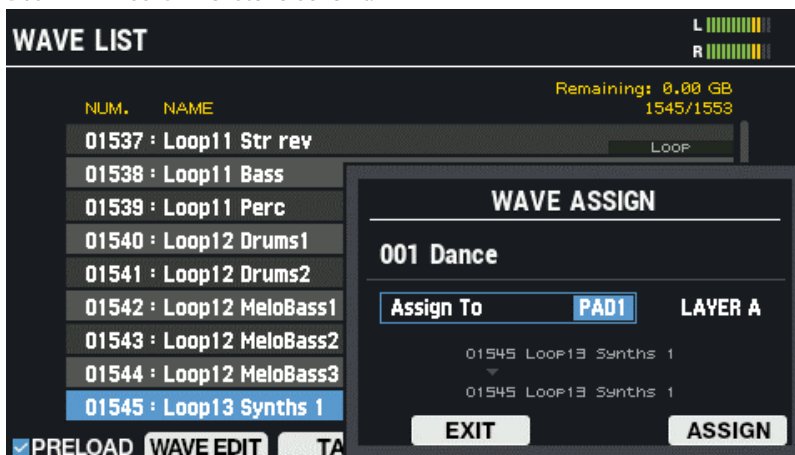 WAVE LIST
L
R
Remaining: 0.00 GB
NUM. NAME
1545/1553
01537 : Loop11 Str rev
Loop
01538 : Loop11 Bass
01539 : Loop11 Perc
01540 : Loop12 Drums1
01541 : Loop12 Drums2
01542 : Loop12 MeloBass1
01543 : Loop12 MeloBass2
01544 : Loop12 MeloBass3
01545 : Loop13 Synths 1
PRELOAD WAVE EDIT TA
WAVE ASSIGN
001 Dance
Assign To PAD1 LAYER A
01545 Loop13 Synths 1
01545 Loop13 Synths 1
EXIT ASSIGN